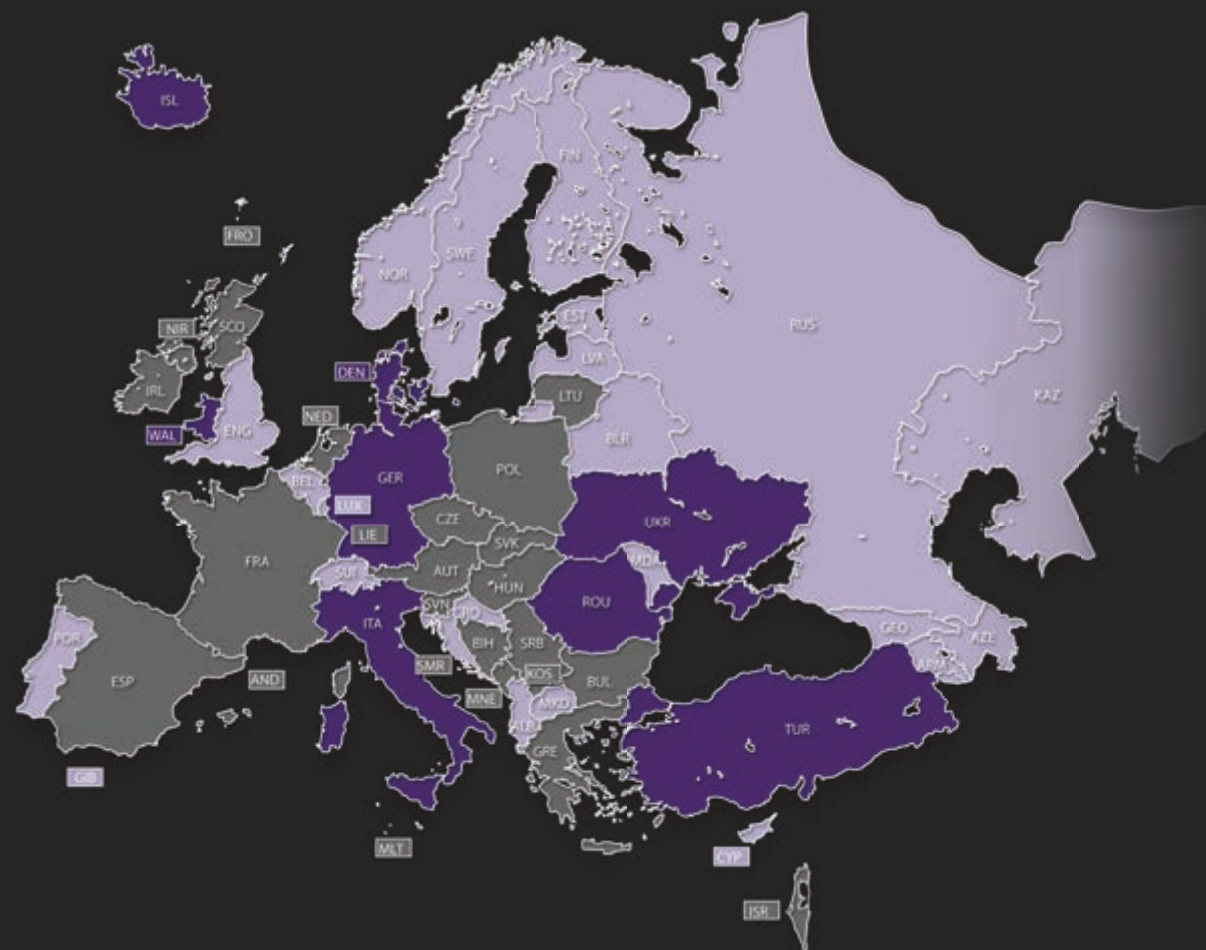 ISL
FRO
FIN
SWE
NOR
NIR
SCO
RUS
EST
LVA
DEN
IRL
LTU
KAZ
NED
WAL
ENG
BLR
POL
GER
BEL
LUX
CZE
UKR
LIE
SVK
FRA
MDA
AUT
SUI
HUN
ROU
SVN
CRO
ITA
GEO
AZE
POR
BIH
SRB
SMR
ARM
KOS
ESP
AND
BUL
MNE
MKD
ALB
TUR
GRE
GIB
MLT
CYP
ISR